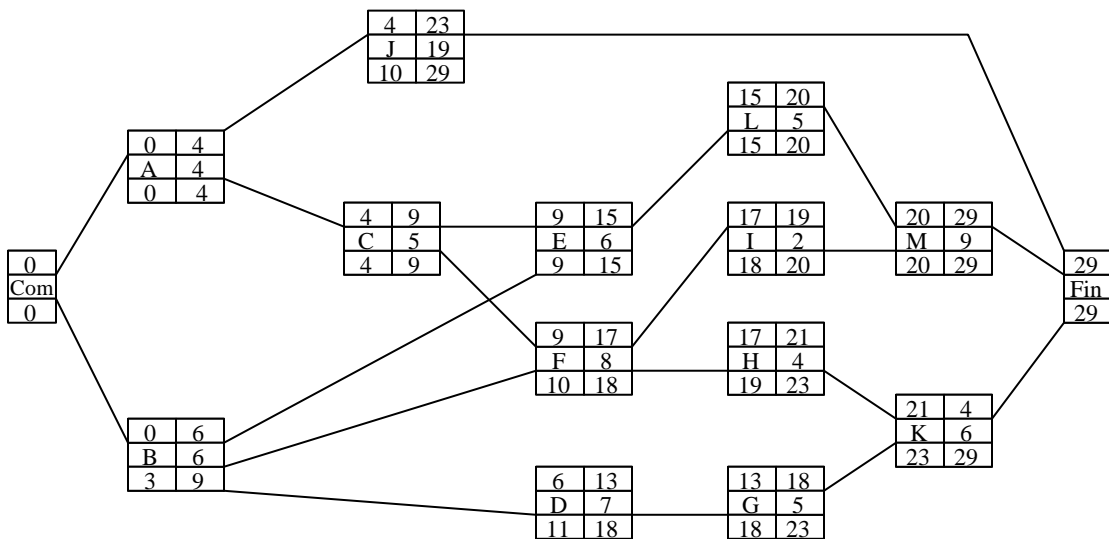 4 23
J 19
10 29
15 20
L 5
15 20
0 4
A 4
0 4
4 9
C 5
4 9
9 15
E 6
9 15
17 19
I 2
18 20
20 29
M 9
20 29
0
Com
0
29
Fin
29
9 17
F 8
10 18
17 21
H 4
19 23
21 4
K 6
23 29
0 6
B 6
3 9
6 13
D 7
11 18
13 18
G 5
18 23